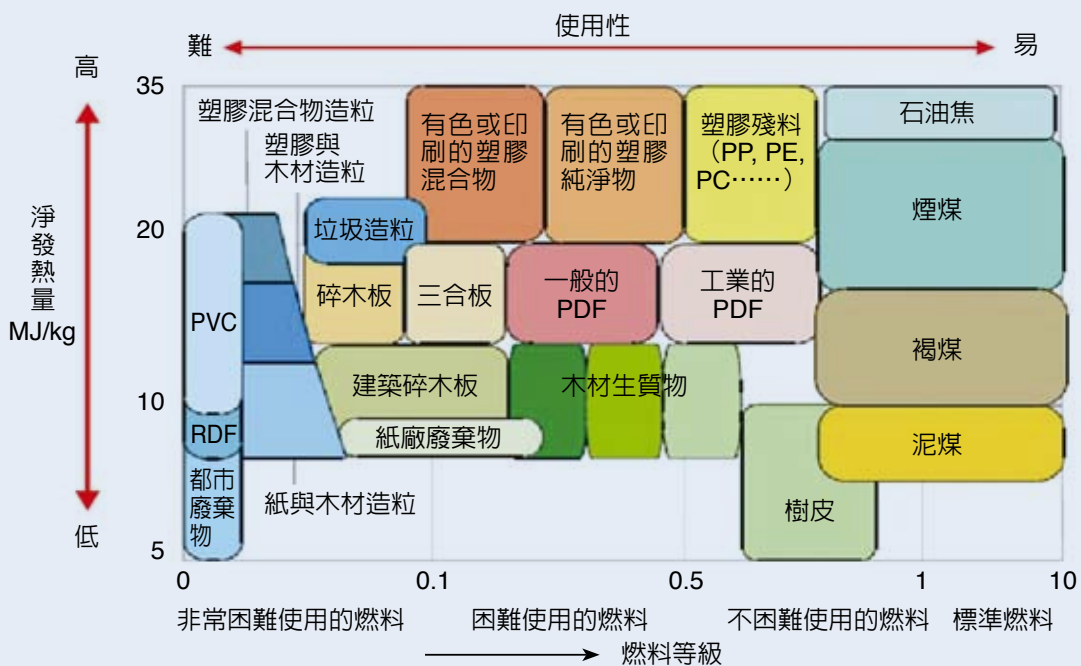 使用性
難
易
高
淨發熱量
MJ/kg
低
35
20
10
5
塑膠混合物造粒
塑膠與
木材造粒
有色或印
刷的塑膠
混合物
有色或印
刷的塑膠
純淨物
塑膠殘料
（PP, PE,
PC……）
石油焦
煙煤
垃圾造粒
碎木板
三合板
一般的
PDF
工業的
PDF
PVC
褐煤
建築碎木板
木材生質物
紙廠廢棄物
RDF
泥煤
都市
廢棄
物
紙與木材造粒
樹皮
0
0.1
0.5
1
10
非常困難使用的燃料
困難使用的燃料
不困難使用的燃料
標準燃料
燃料等級